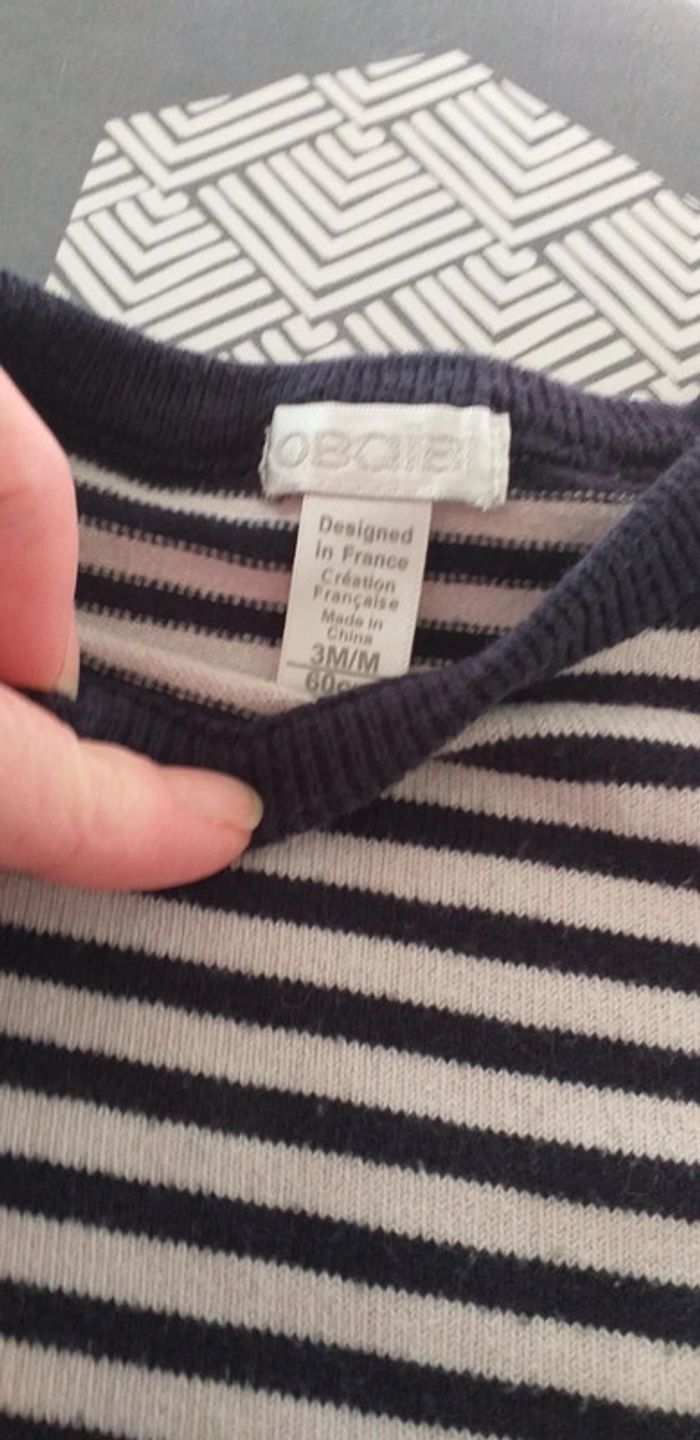 OBAIBI
Designed
in France
Création
Française
Made in
China
3M/M